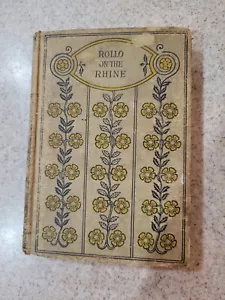 ROLLO
ON THE
RHINE